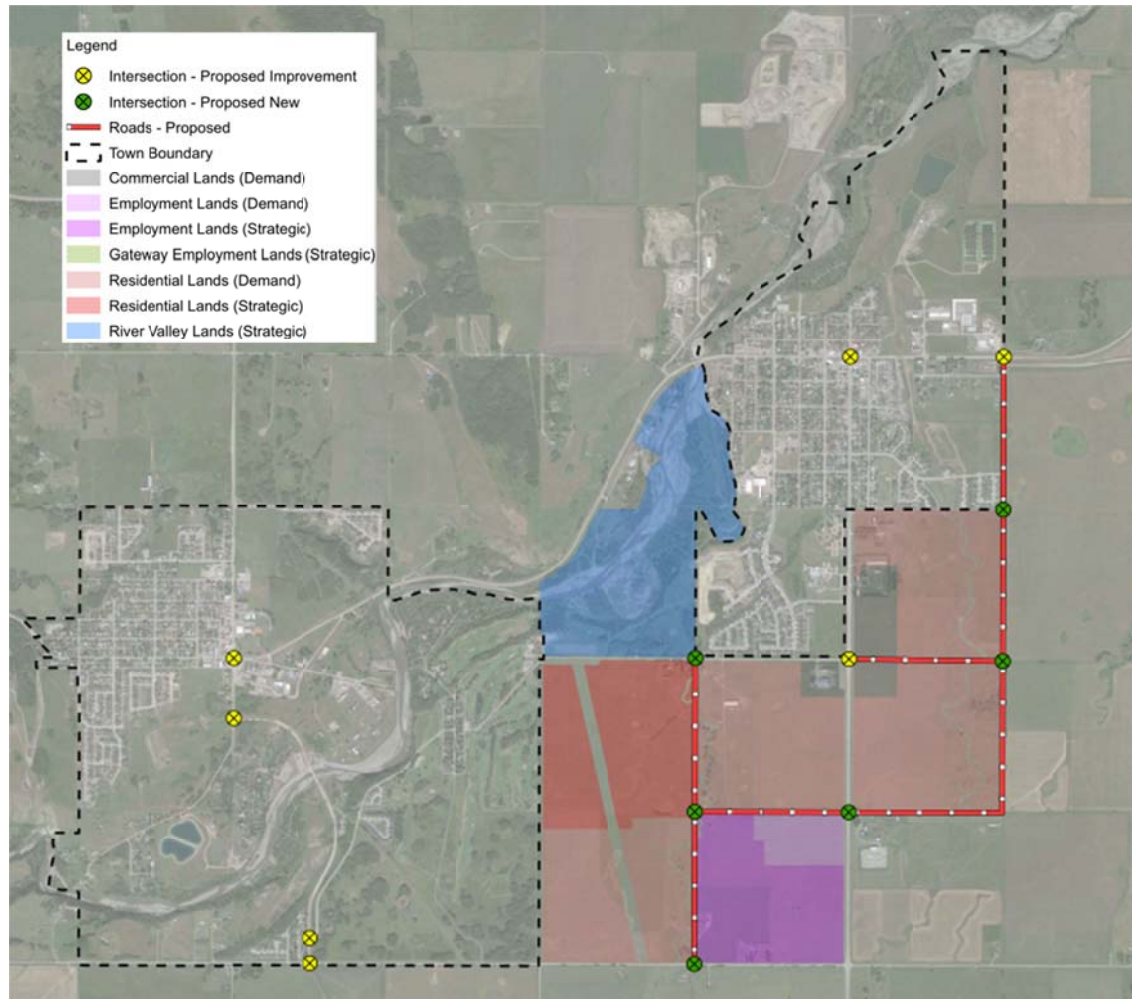 Legend
Intersection - Proposed Improvement
Intersection - Proposed New
Roads - Proposed
Town Boundary
Commercial Lands (Demand)
Employment Lands (Demand)
Employment Lands (Strategic)
Gateway Employment Lands (Strategic)
Residential Lands (Demand)
Residential Lands (Strategic)
River Valley Lands (Strategic)